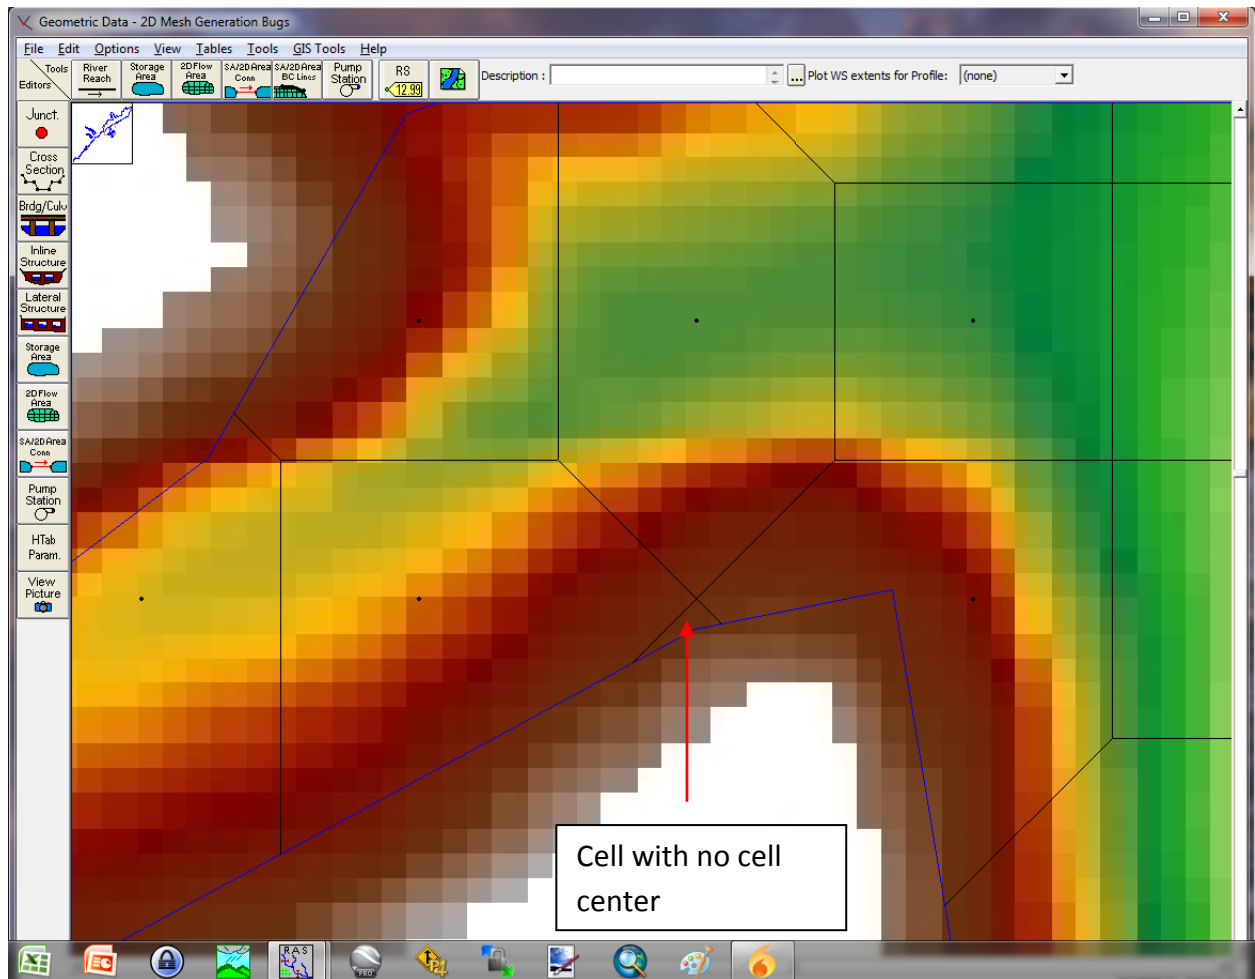 Geometric Data - 2D Mesh Generation Bugs
File Edit Options View Tables Tools GIS Tools Help
Tools
Editors
River
Reach
Storage
Area
2D Flow
Area
SA/2D Area
Conn
SA/2D Area
BC Lines
Pump
Station
RS
12.99
Description :
...
Plot WS extents for Profile:
(none)
Junct.
Cross
Section
Brdg/Culv
Inline
Structure
Lateral
Structure
Storage
Area
2D Flow
Area
SA/2D Area
Conn
Pump
Station
HTab
Param.
View
Picture
Cell with no cell
center
RAS
PRO